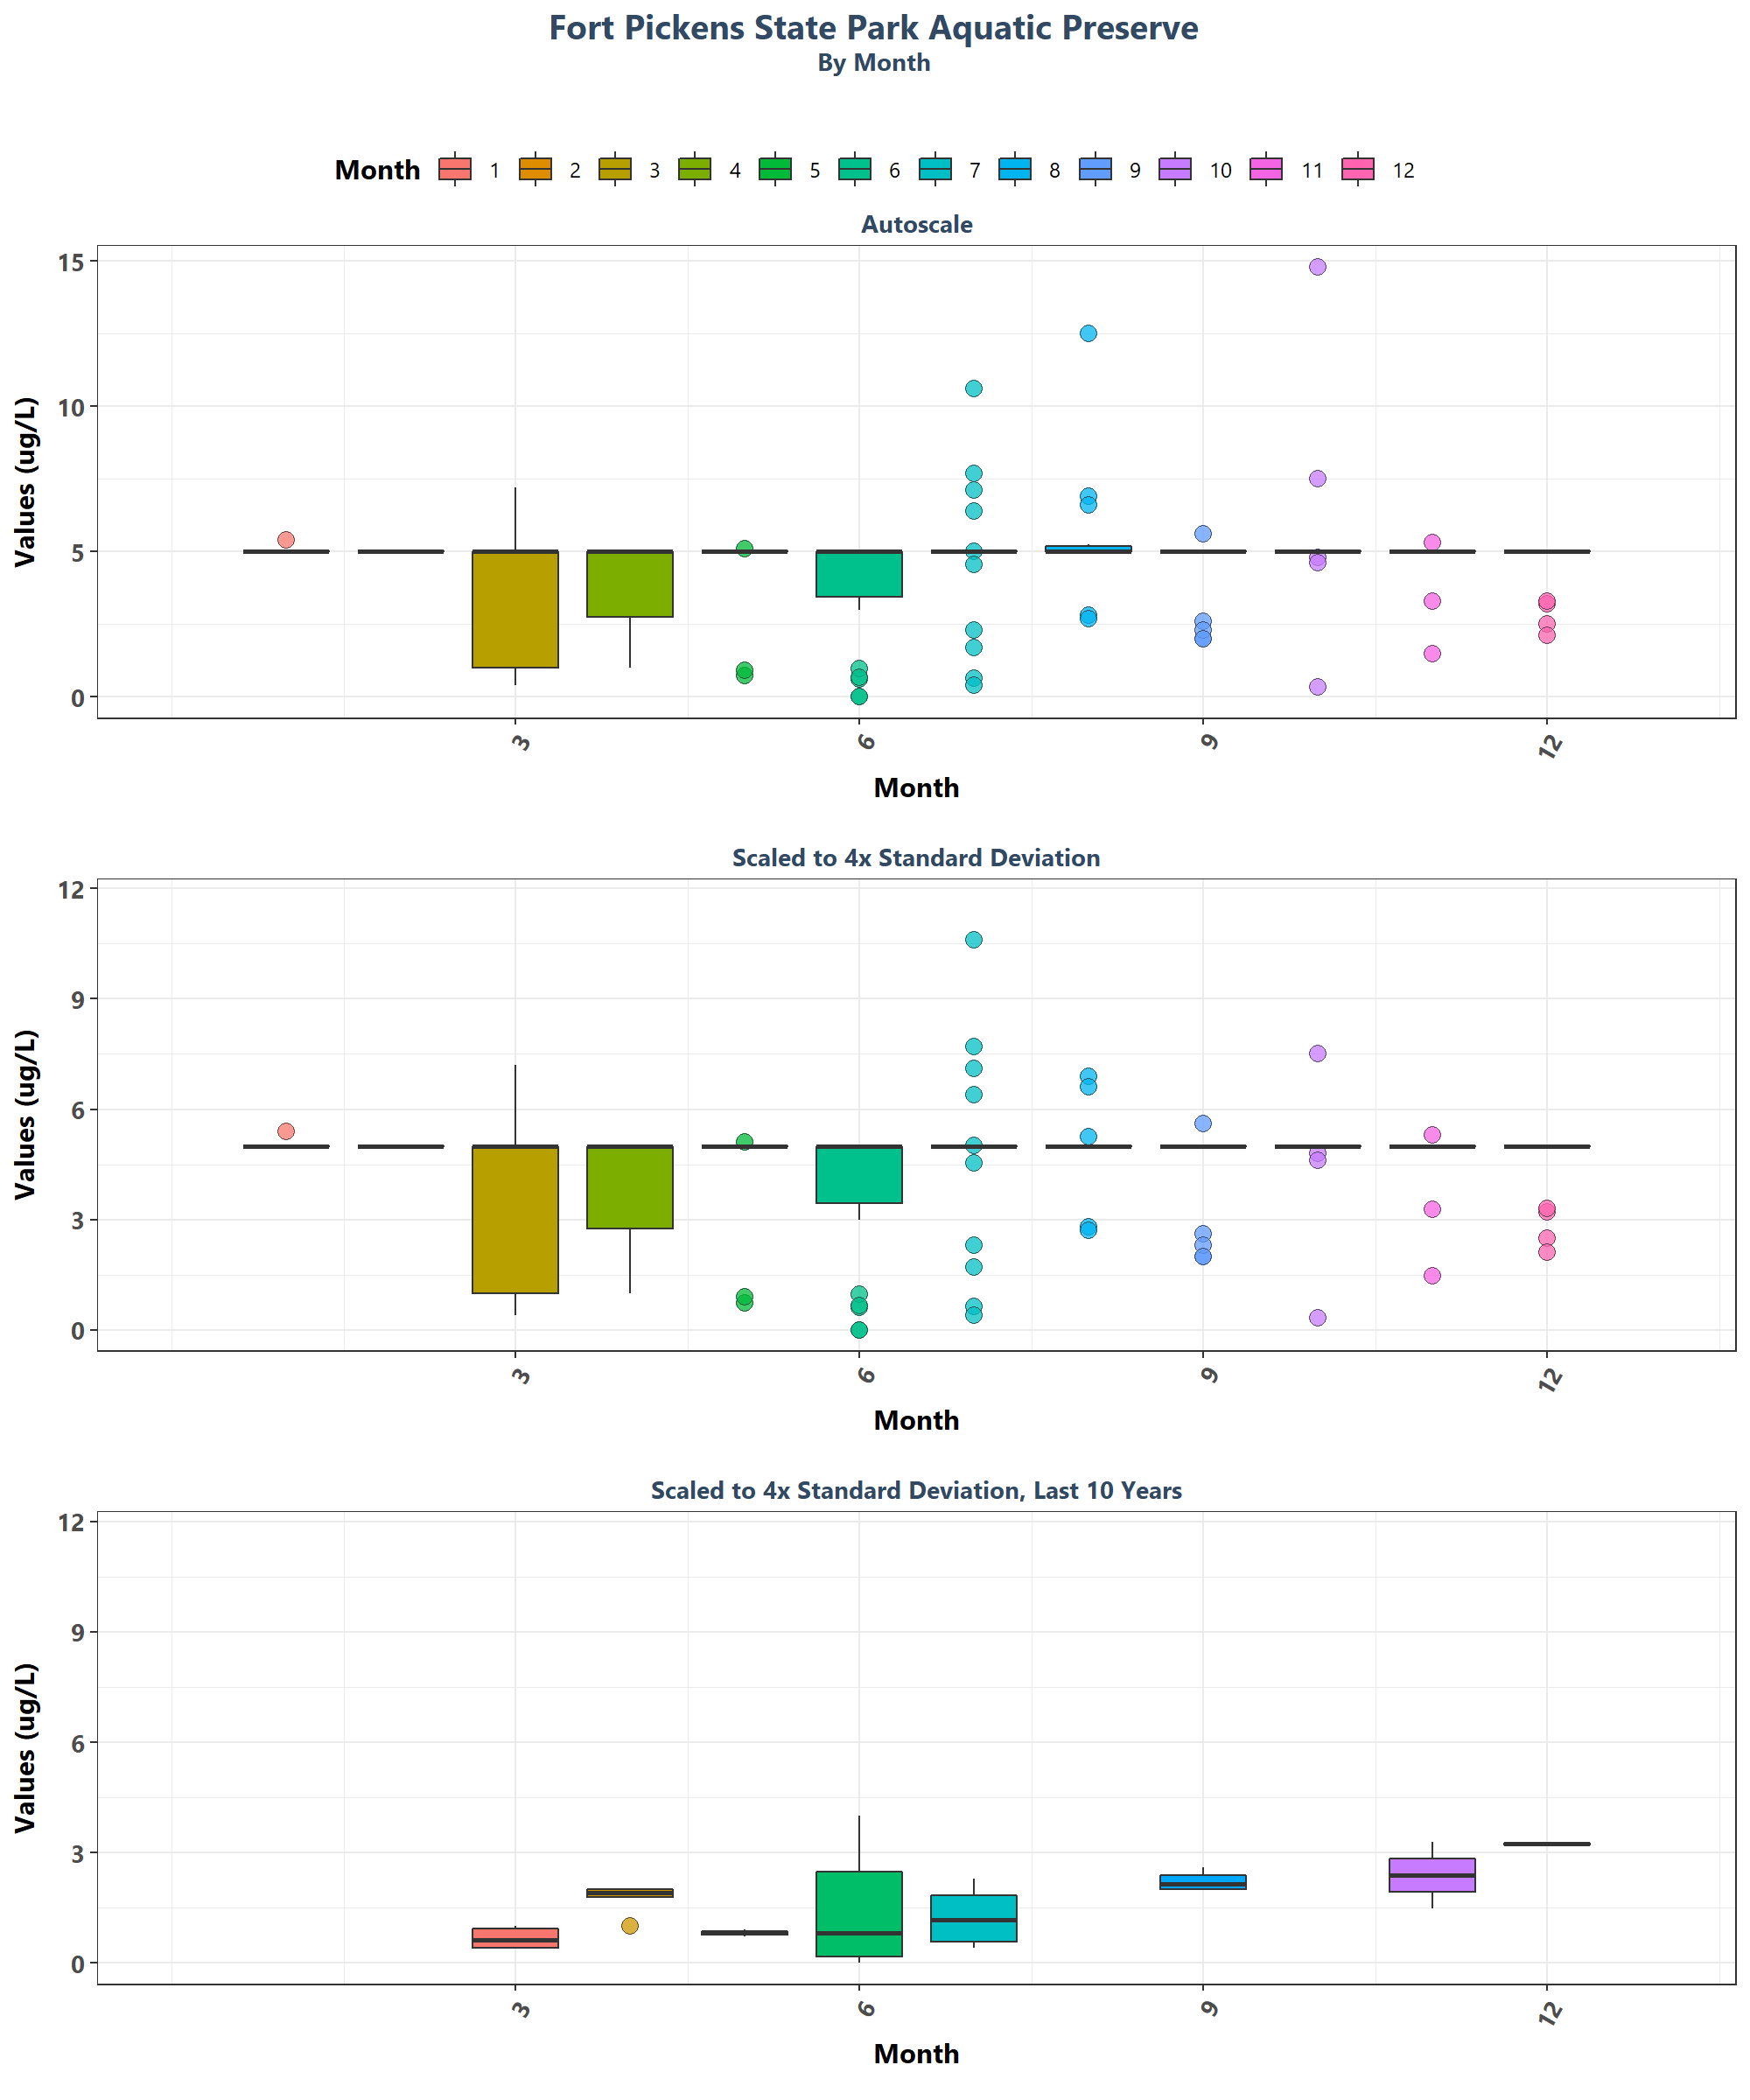 Fort Pickens State Park Aquatic Preserve
By Month
Month 1 2 3 4 5 6 7 8 9 10 11 12
Autoscale
Values (ug/L)
15
10
5
0
3 6 9 12
Month
Scaled to 4x Standard Deviation
Values (ug/L)
12
9
6
3
0
3 6 9 12
Month
Scaled to 4x Standard Deviation, Last 10 Years
Values (ug/L)
12
9
6
3
0
3 6 9 12
Month